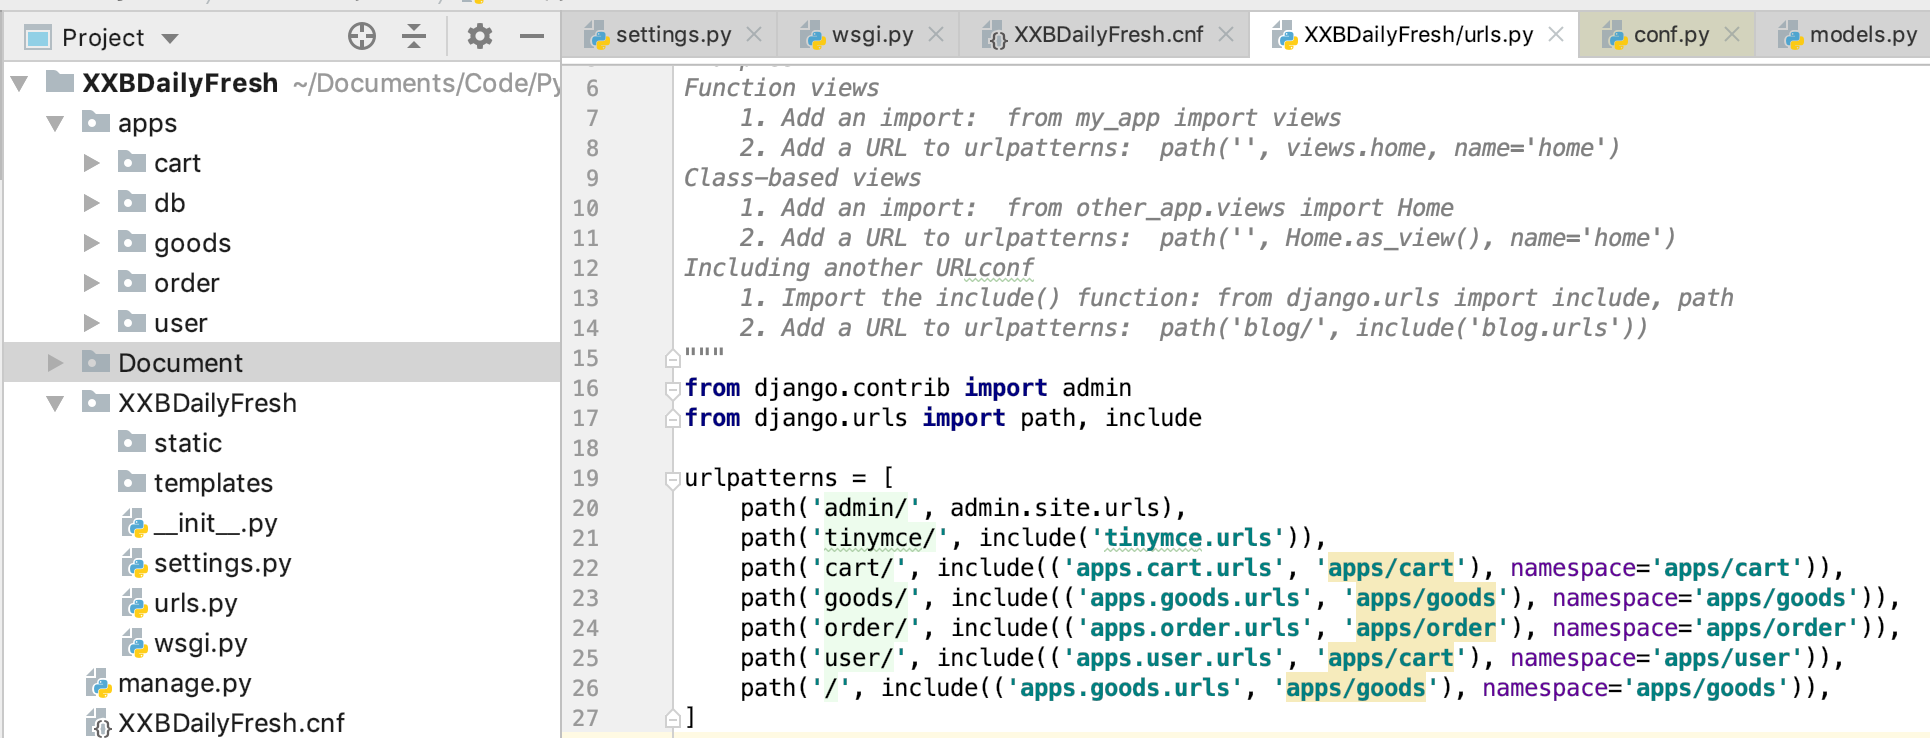 Project
XXBDailyFresh ~/Documents/Code/Py
apps
cart
db
goods
order
user
Document
XXBDailyFresh
static
templates
__init__.py
settings.py
urls.py
wsgi.py
manage.py
XXBDailyFresh.cnf
settings.py wsgi.py XXBDailyFresh.cnf XXBDailyFresh/urls.py conf.py models.py
6 Function views
7 1. Add an import:  from my_app import views
8 2. Add a URL to urlpatterns:  path('', views.home, name='home')
9 Class-based views
10 1. Add an import:  from other_app.views import Home
11 2. Add a URL to urlpatterns:  path('', Home.as_view(), name='home')
12 Including another URLconf
13 1. Import the include() function: from django.urls import include, path
14 2. Add a URL to urlpatterns:  path('blog/', include('blog.urls'))
15 """
16 from django.contrib import admin
17 from django.urls import path, include
18
19 urlpatterns = [
20 path('admin/', admin.site.urls),
21 path('tinymce/', include('tinymce.urls')),
22 path('cart/', include(('apps.cart.urls', 'apps/cart'), namespace='apps/cart')),
23 path('goods/', include(('apps.goods.urls', 'apps/goods'), namespace='apps/goods')),
24 path('order/', include(('apps.order.urls', 'apps/order'), namespace='apps/order')),
25 path('user/', include(('apps.user.urls', 'apps/cart'), namespace='apps/user')),
26 path('/', include(('apps.goods.urls', 'apps/goods'), namespace='apps/goods')),
27 ]